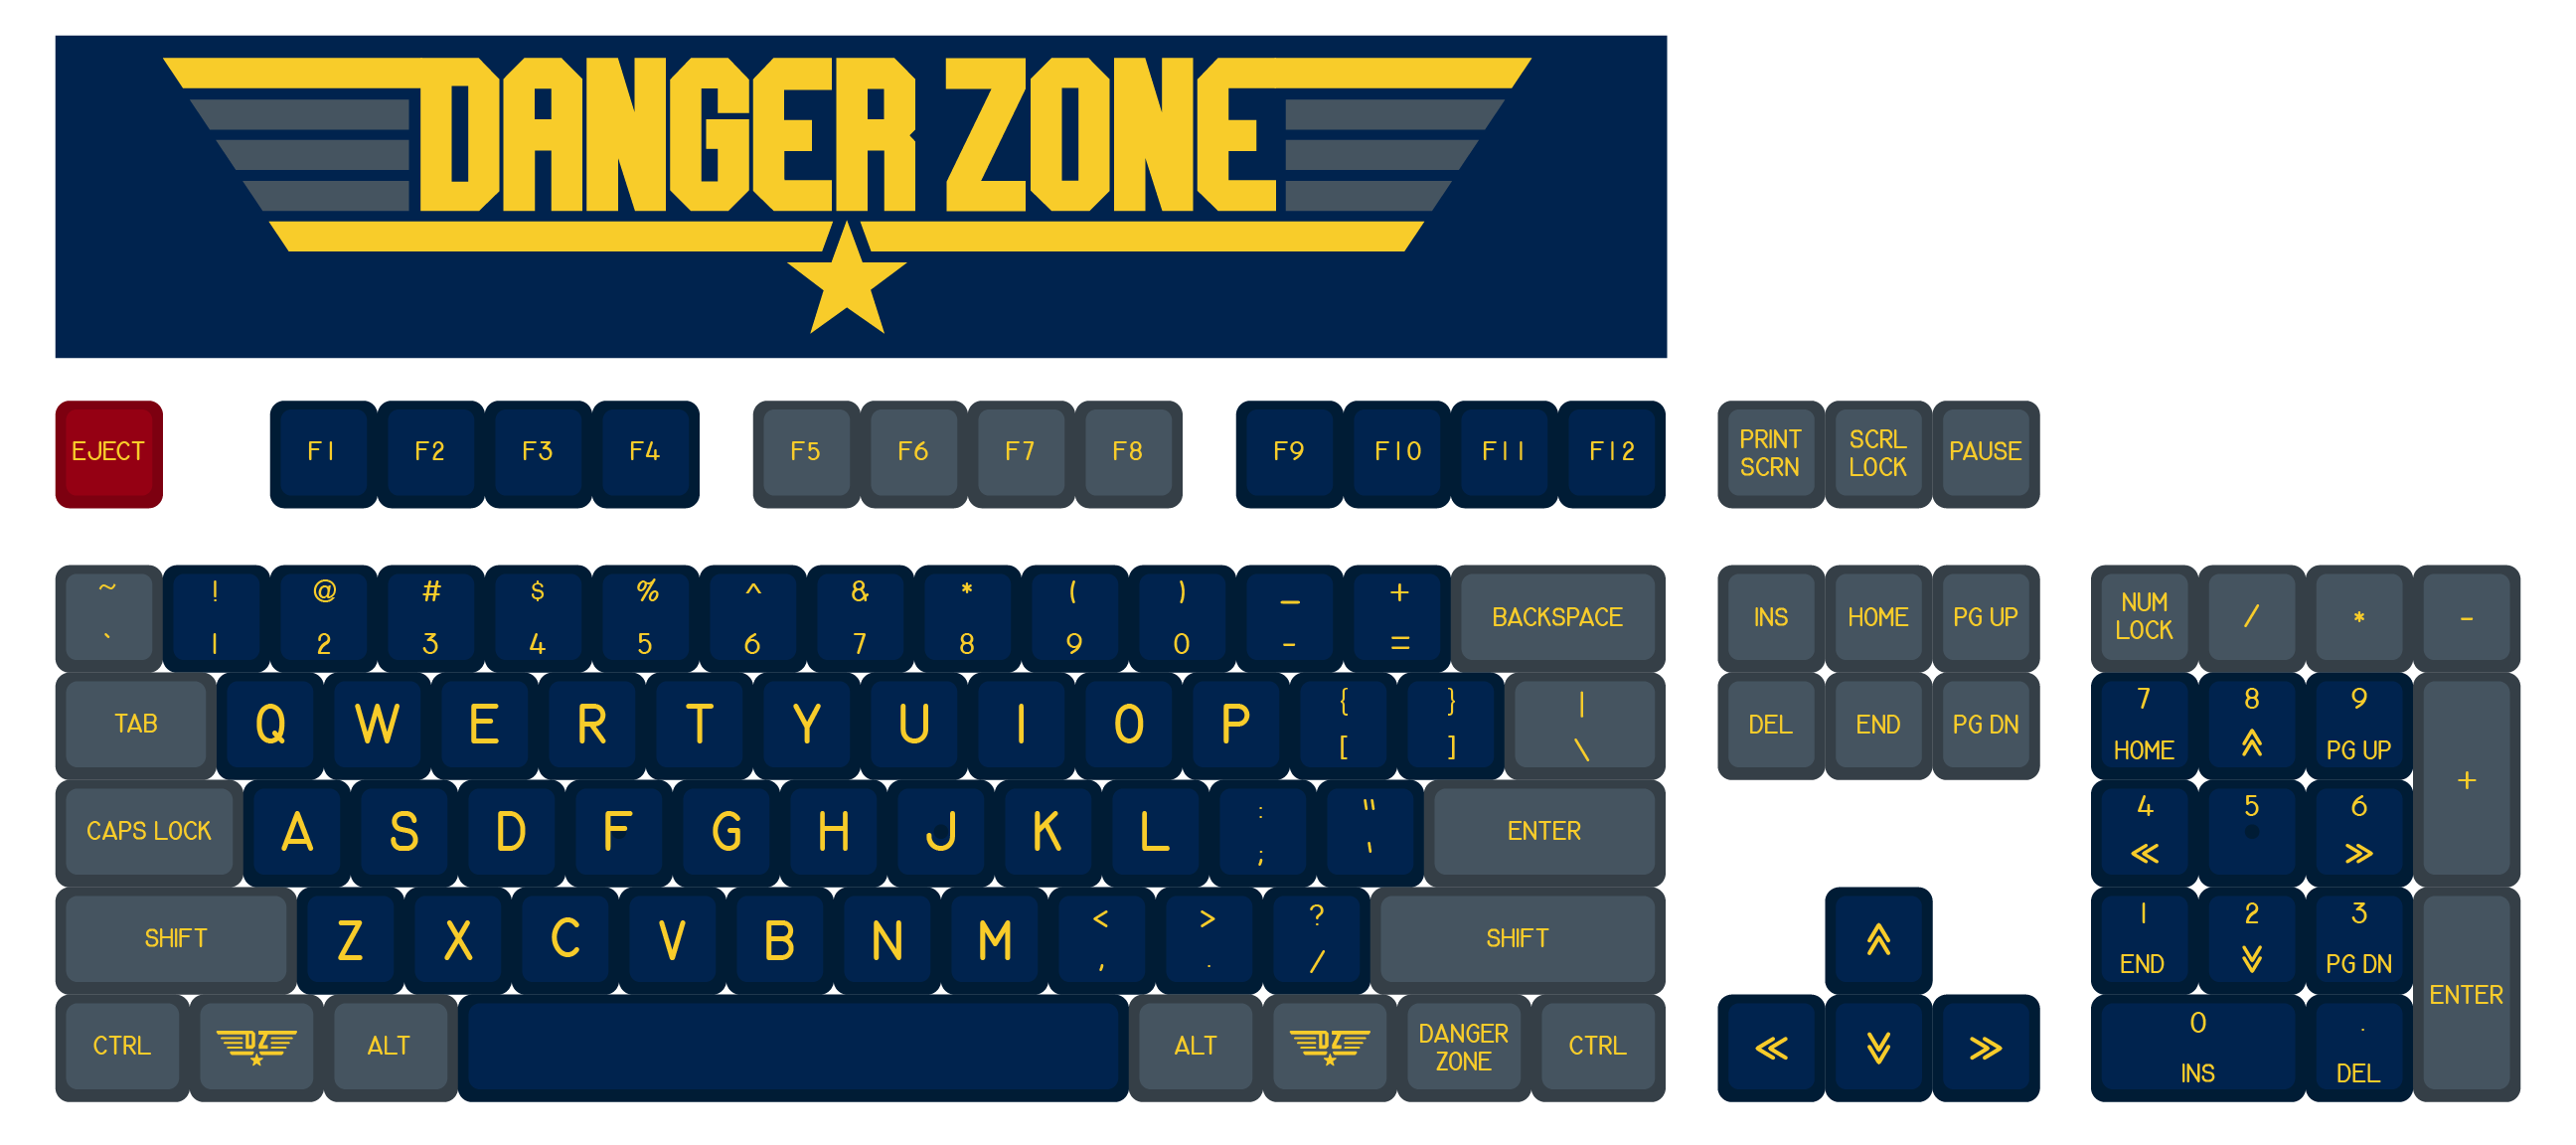 DANGER ZONE
EJECT F1 F2 F3 F4 F5 F6 F7 F8 F9 F10 F11 F12 PRINT SCRN SCRL LOCK PAUSE
~ ` ! 1 @ 2 # 3 $ 4 % 5 ^ 6 & 7 * 8 ( 9 ) 0 _ - + = BACKSPACE INS HOME PG UP NUM LOCK / * -
TAB Q W E R T Y U I O P { [ } ] | \ DEL END PG DN 7 HOME 8 9 PG UP +
CAPS LOCK A S D F G H J K L : ; " ' ENTER 4 5 6
SHIFT Z X C V B N M < , > . ? / SHIFT 1 END 2 3 PG DN ENTER
CTRL DZ ALT ALT DZ DANGER ZONE CTRL 0 INS . DEL